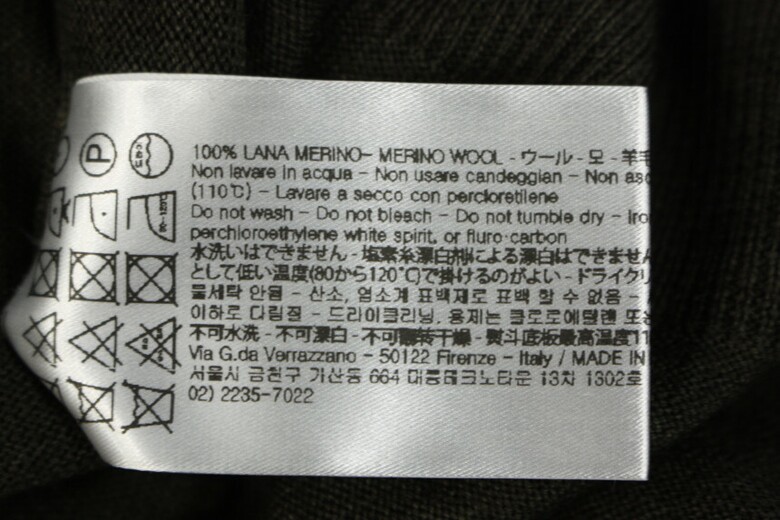 100% LANA MERINO- MERINO WOOL - ウール - 모 - 羊毛
Non lavare in acqua - Non usare candeggian - Non asc
(110℃) - Lavare a secco con percloretilene
Do not wash - Do not bleach - Do not tumble dry - Iro
perchloroethylene white spirit, or fluro-carbon
水洗いはできません - 塩素系漂白剤による漂白はできません
として低い温度(80から120℃)で掛けるのがよい - ドライクリ
물세탁 안됨 - 산소, 염소계 표백제로 표백 할 수 없음 -
이하로 다림질 - 드라이클리닝, 용제는 클로로에틸렌 또는
不可水洗 - 不可漂白 - 不可翻转干燥 - 熨斗底板最高温度11
Via G.da Verrazzano - 50122 Firenze - Italy / MADE IN
서울시 금천구 가산동 664 대륭테크노타운 13차 1302호
02) 2235-7022
P